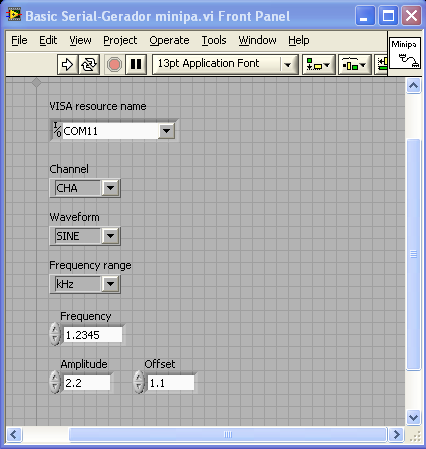 Basic Serial-Gerador minipa.vi Front Panel
File Edit View Project Operate Tools Window Help
13pt Application Font
Minipa
VISA resource name
I/O COM11
Channel
CHA
Waveform
SINE
Frequency range
kHz
Frequency
1.2345
Amplitude Offset
2.2 1.1